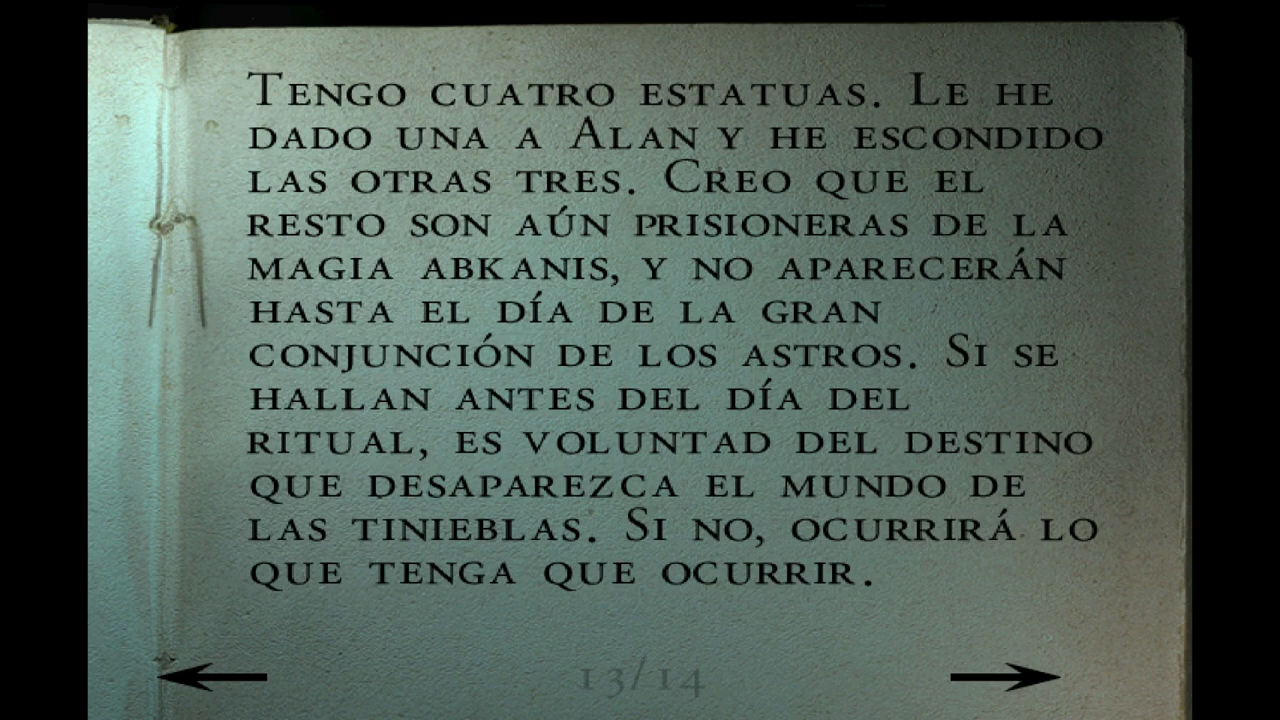 Tengo cuatro estatuas. Le he
dado una a Alan y he escondido
las otras tres. Creo que el
resto son aún prisioneras de la
magia abkanis, y no aparecerán
hasta el día de la gran
conjunción de los astros. Si se
hallan antes del día del
ritual, es voluntad del destino
que desaparezca el mundo de
las tinieblas. Si no, ocurrirá lo
que tenga que ocurrir.
13/14